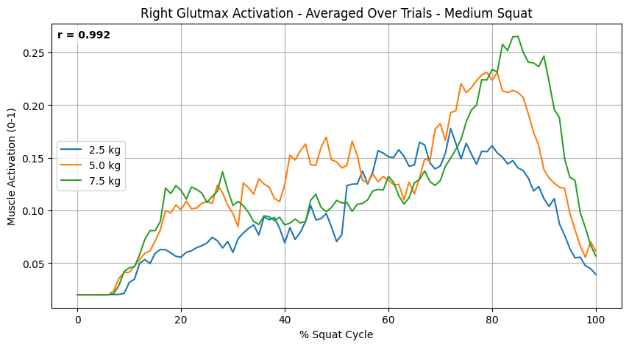 Right Glutmax Activation - Averaged Over Trials - Medium Squat
r = 0.992
0.25
0.20
0.15
0.10
0.05
Muscle Activation (0-1)
2.5 kg
5.0 kg
7.5 kg
0 20 40 60 80 100
% Squat Cycle